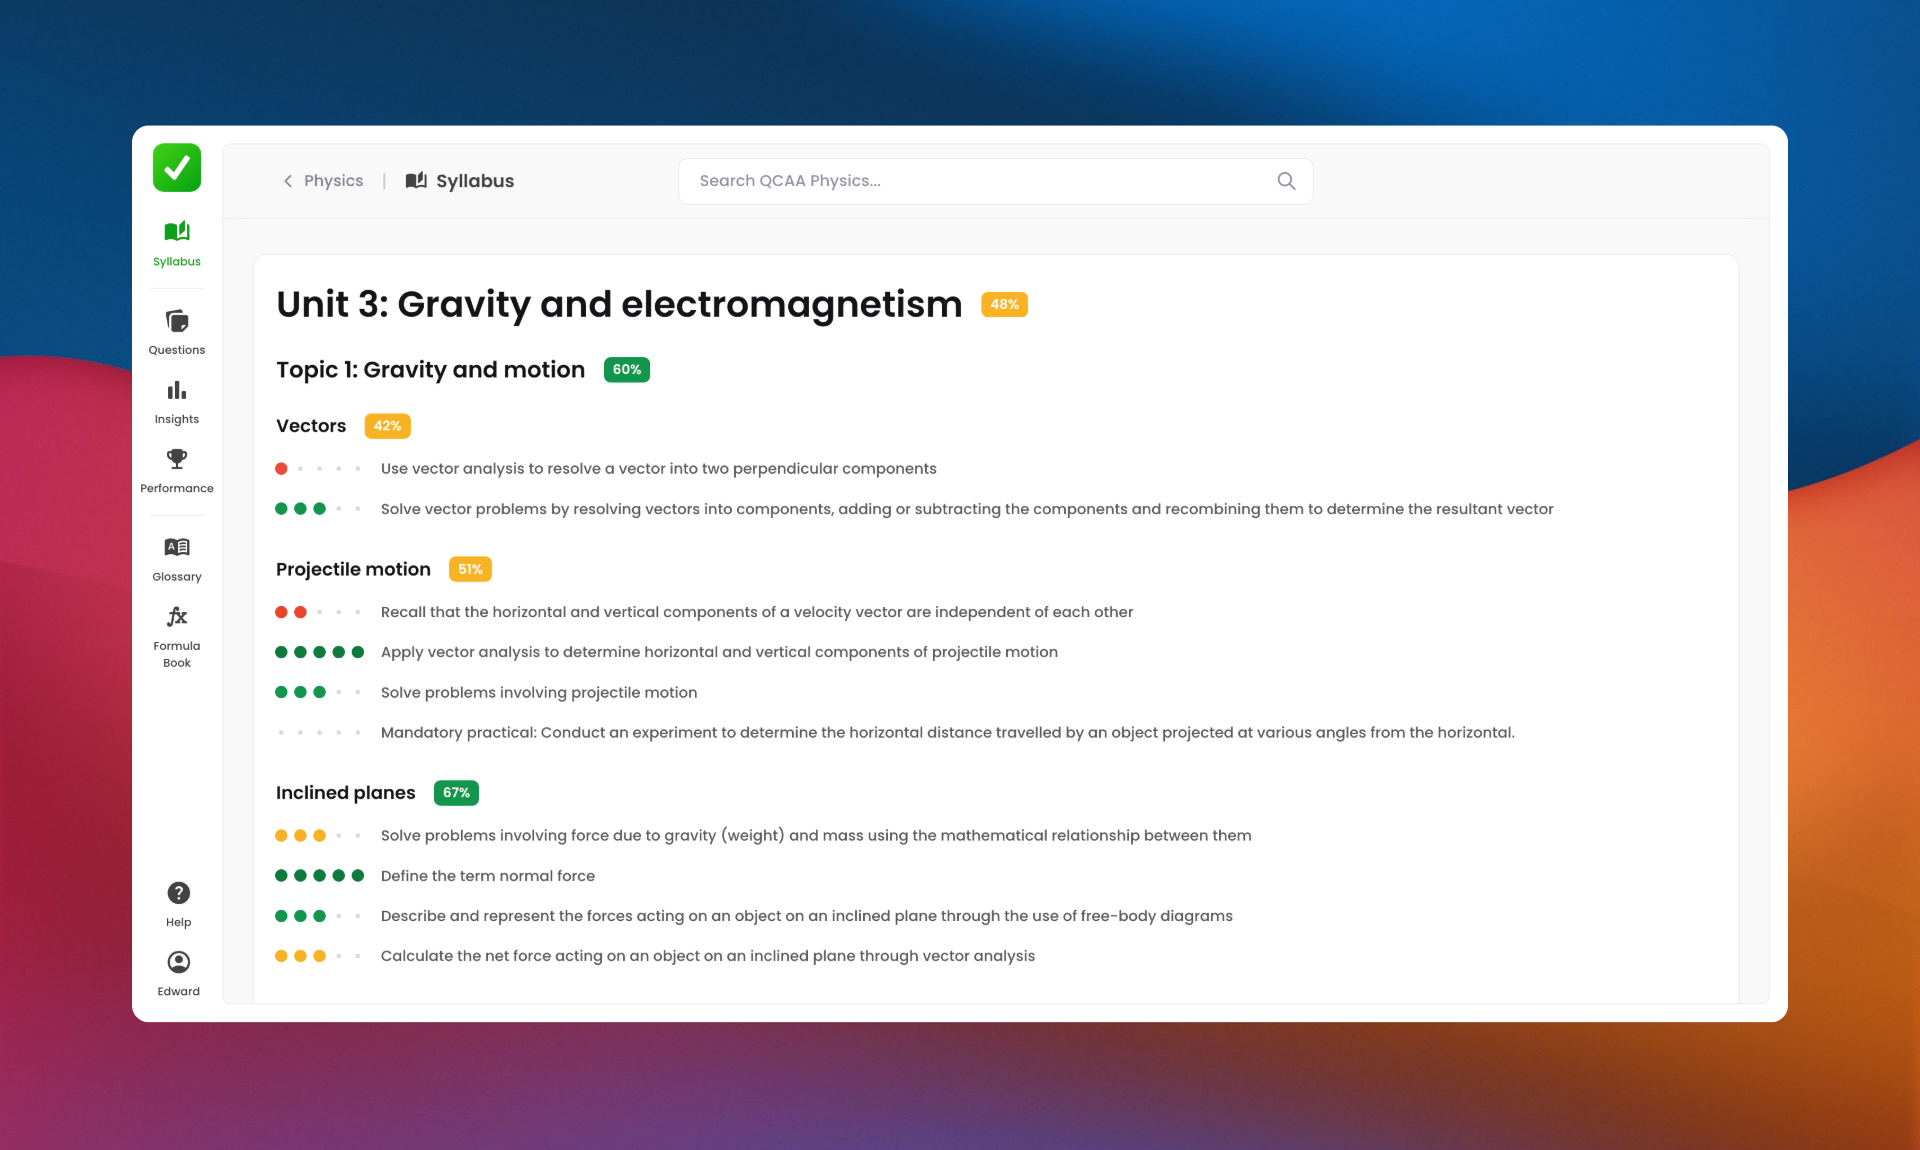 Physics | Syllabus
Search QCAA Physics...
Syllabus
Questions
Insights
Performance
Glossary
Formula
Book
Help
Edward
Unit 3: Gravity and electromagnetism 48%
Topic 1: Gravity and motion 60%
Vectors 42%
Use vector analysis to resolve a vector into two perpendicular components
Solve vector problems by resolving vectors into components, adding or subtracting the components and recombining them to determine the resultant vector
Projectile motion 51%
Recall that the horizontal and vertical components of a velocity vector are independent of each other
Apply vector analysis to determine horizontal and vertical components of projectile motion
Solve problems involving projectile motion
Mandatory practical: Conduct an experiment to determine the horizontal distance travelled by an object projected at various angles from the horizontal.
Inclined planes 67%
Solve problems involving force due to gravity (weight) and mass using the mathematical relationship between them
Define the term normal force
Describe and represent the forces acting on an object on an inclined plane through the use of free-body diagrams
Calculate the net force acting on an object on an inclined plane through vector analysis